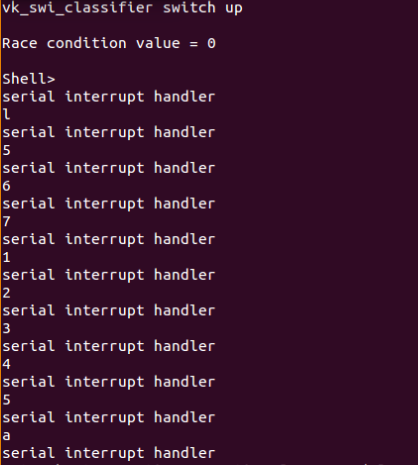 vk_swi_classifier switch up
Race condition value = 0
Shell>
serial interrupt handler
l
serial interrupt handler
5
serial interrupt handler
6
serial interrupt handler
7
serial interrupt handler
1
serial interrupt handler
2
serial interrupt handler
3
serial interrupt handler
4
serial interrupt handler
5
serial interrupt handler
a
serial interrupt handler